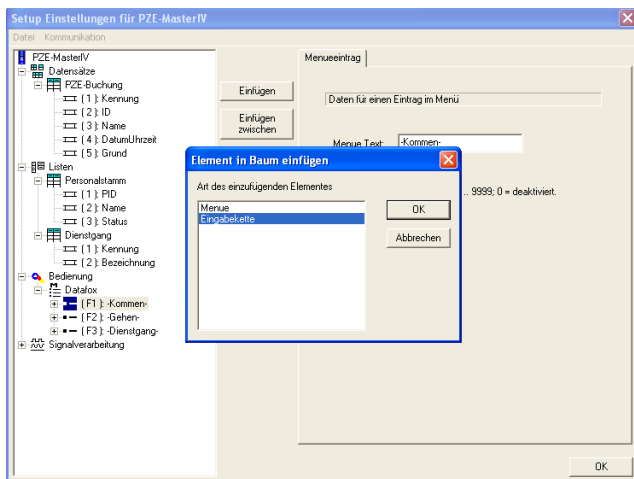 Setup Einstellungen für PZE-MasterIV
Datei Kommunikation
PZE-MasterIV
Datensätze
PZE-Buchung
( 1 ): Kennung
( 2 ): ID
( 3 ): Name
( 4 ): DatumUhrzeit
( 5 ): Grund
Listen
Personalstamm
( 1 ): PID
( 2 ): Name
( 3 ): Status
Dienstgang
( 1 ): Kennung
( 2 ): Bezeichnung
Bedienung
Datafox
( F1 ): -Kommen-
( F2 ): -Gehen-
( F3 ): -Dienstgang-
Signalverarbeitung
Einfügen
Einfügen
zwischen
Menueeintrag
Daten für einen Eintrag im Menü
Menue Text: -Kommen-
.. 9999; 0 = deaktiviert.
Element in Baum einfügen
Art des einzufügenden Elementes
Menue
Eingabekette
OK
Abbrechen
OK